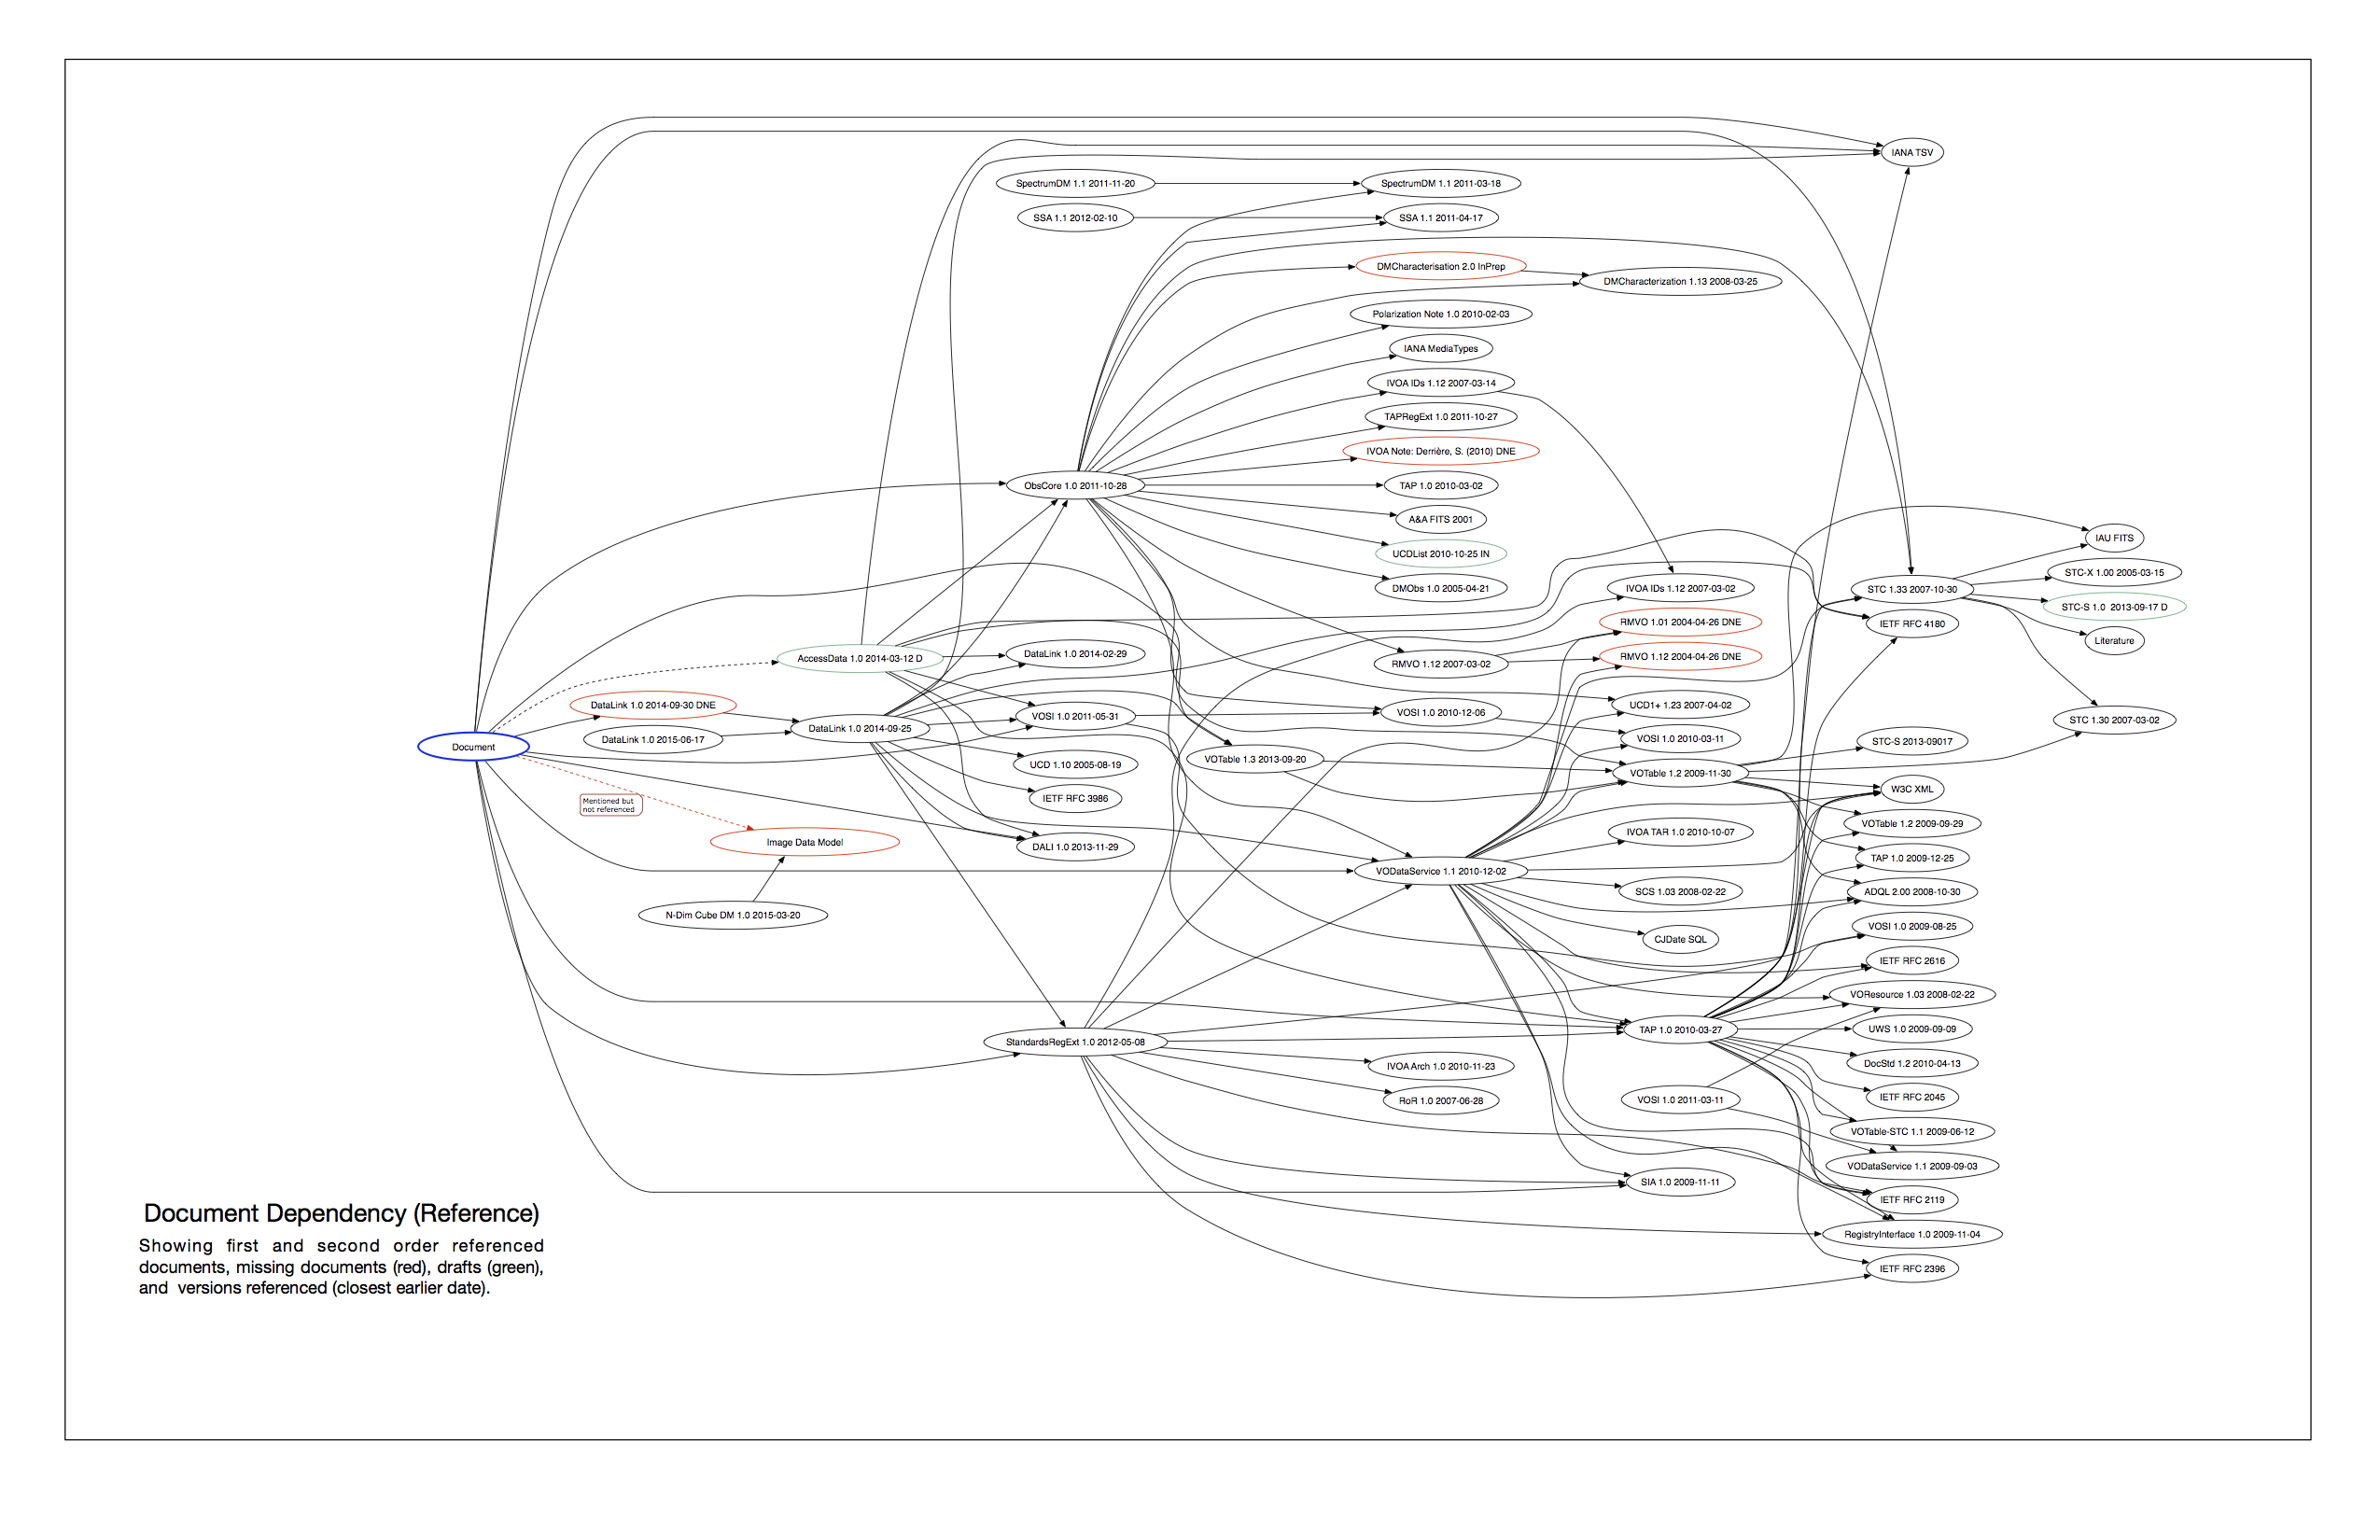 IANA TSV
SpectrumDM 1.1 2011-11-20
SpectrumDM 1.1 2011-03-18
SSA 1.1 2012-02-10
SSA 1.1 2011-04-17
DMCharacterisation 2.0 InPrep
DMCharacterization 1.13 2008-03-25
Polarization Note 1.0 2010-02-03
IANA MediaTypes
IVOA IDs 1.12 2007-03-14
TAPRegExt 1.0 2011-10-27
IVOA Note: Derrière, S. (2010) DNE
ObsCore 1.0 2011-10-28
TAP 1.0 2010-03-02
A&A FITS 2001
IAU FITS
UCDList 2010-10-25 IN
STC-X 1.00 2005-03-15
DMObs 1.0 2005-04-21
IVOA IDs 1.12 2007-03-02
STC 1.33 2007-10-30
STC-S 1.0  2013-09-17 D
RMVO 1.01 2004-04-26 DNE
IETF RFC 4180
Literature
AccessData 1.0 2014-03-12 D
DataLink 1.0 2014-02-29
RMVO 1.12 2007-03-02
RMVO 1.12 2004-04-26 DNE
DataLink 1.0 2014-09-30 DNE
UCD1+ 1.23 2007-04-02
VOSI 1.0 2011-05-31
VOSI 1.0 2010-12-06
STC 1.30 2007-03-02
DataLink 1.0 2014-09-25
DataLink 1.0 2015-06-17
VOSI 1.0 2010-03-11
STC-S 2013-09017
Document
VOTable 1.3 2013-09-20
UCD 1.10 2005-08-19
VOTable 1.2 2009-11-30
W3C XML
IETF RFC 3986
Mentioned but
not referenced
VOTable 1.2 2009-09-29
IVOA TAR 1.0 2010-10-07
Image Data Model
DALI 1.0 2013-11-29
TAP 1.0 2009-12-25
VODataService 1.1 2010-12-02
SCS 1.03 2008-02-22
ADQL 2.00 2008-10-30
N-Dim Cube DM 1.0 2015-03-20
VOSI 1.0 2009-08-25
CJDate SQL
IETF RFC 2616
VOResource 1.03 2008-02-22
TAP 1.0 2010-03-27
UWS 1.0 2009-09-09
StandardsRegExt 1.0 2012-05-08
DocStd 1.2 2010-04-13
IVOA Arch 1.0 2010-11-23
IETF RFC 2045
RoR 1.0 2007-06-28
VOSI 1.0 2011-03-11
VOTable-STC 1.1 2009-06-12
VODataService 1.1 2009-09-03
SIA 1.0 2009-11-11
IETF RFC 2119
RegistryInterface 1.0 2009-11-04
IETF RFC 2396
Document Dependency (Reference)
Showing first and second order referenced
documents, missing documents (red), drafts (green),
and  versions referenced (closest earlier date).